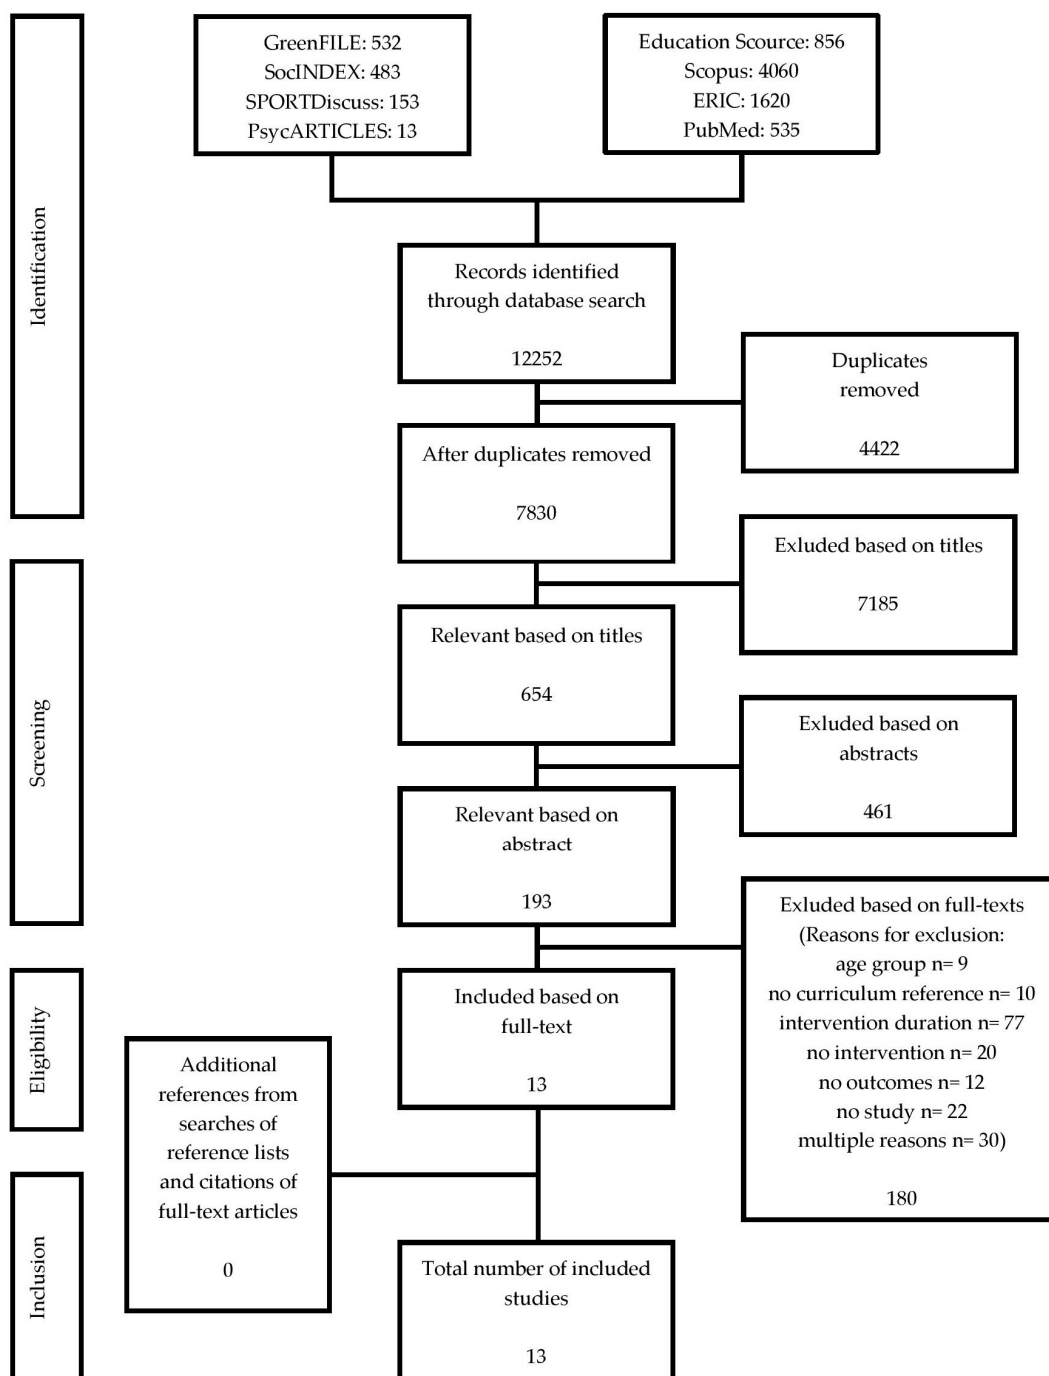 GreenFILE: 532
SocINDEX: 483
SPORTDiscuss: 153
PsycARTICLES: 13
Education Scource: 856
Scopus: 4060
ERIC: 1620
PubMed: 535
Identification
Records identified
through database search
12252
Duplicates
removed
4422
After duplicates removed
7830
Exluded based on titles
7185
Screening
Relevant based on titles
654
Exluded based on
abstracts
461
Relevant based on
abstract
193
Exluded based on full-texts
(Reasons for exclusion:
age group n= 9
no curriculum reference n= 10
intervention duration n= 77
no intervention n= 20
no outcomes n= 12
no study n= 22
multiple reasons n= 30)
180
Eligibility
Included based on
full-text
13
Additional
references from
searches of
reference lists
and citations of
full-text articles
0
Inclusion
Total number of included
studies
13